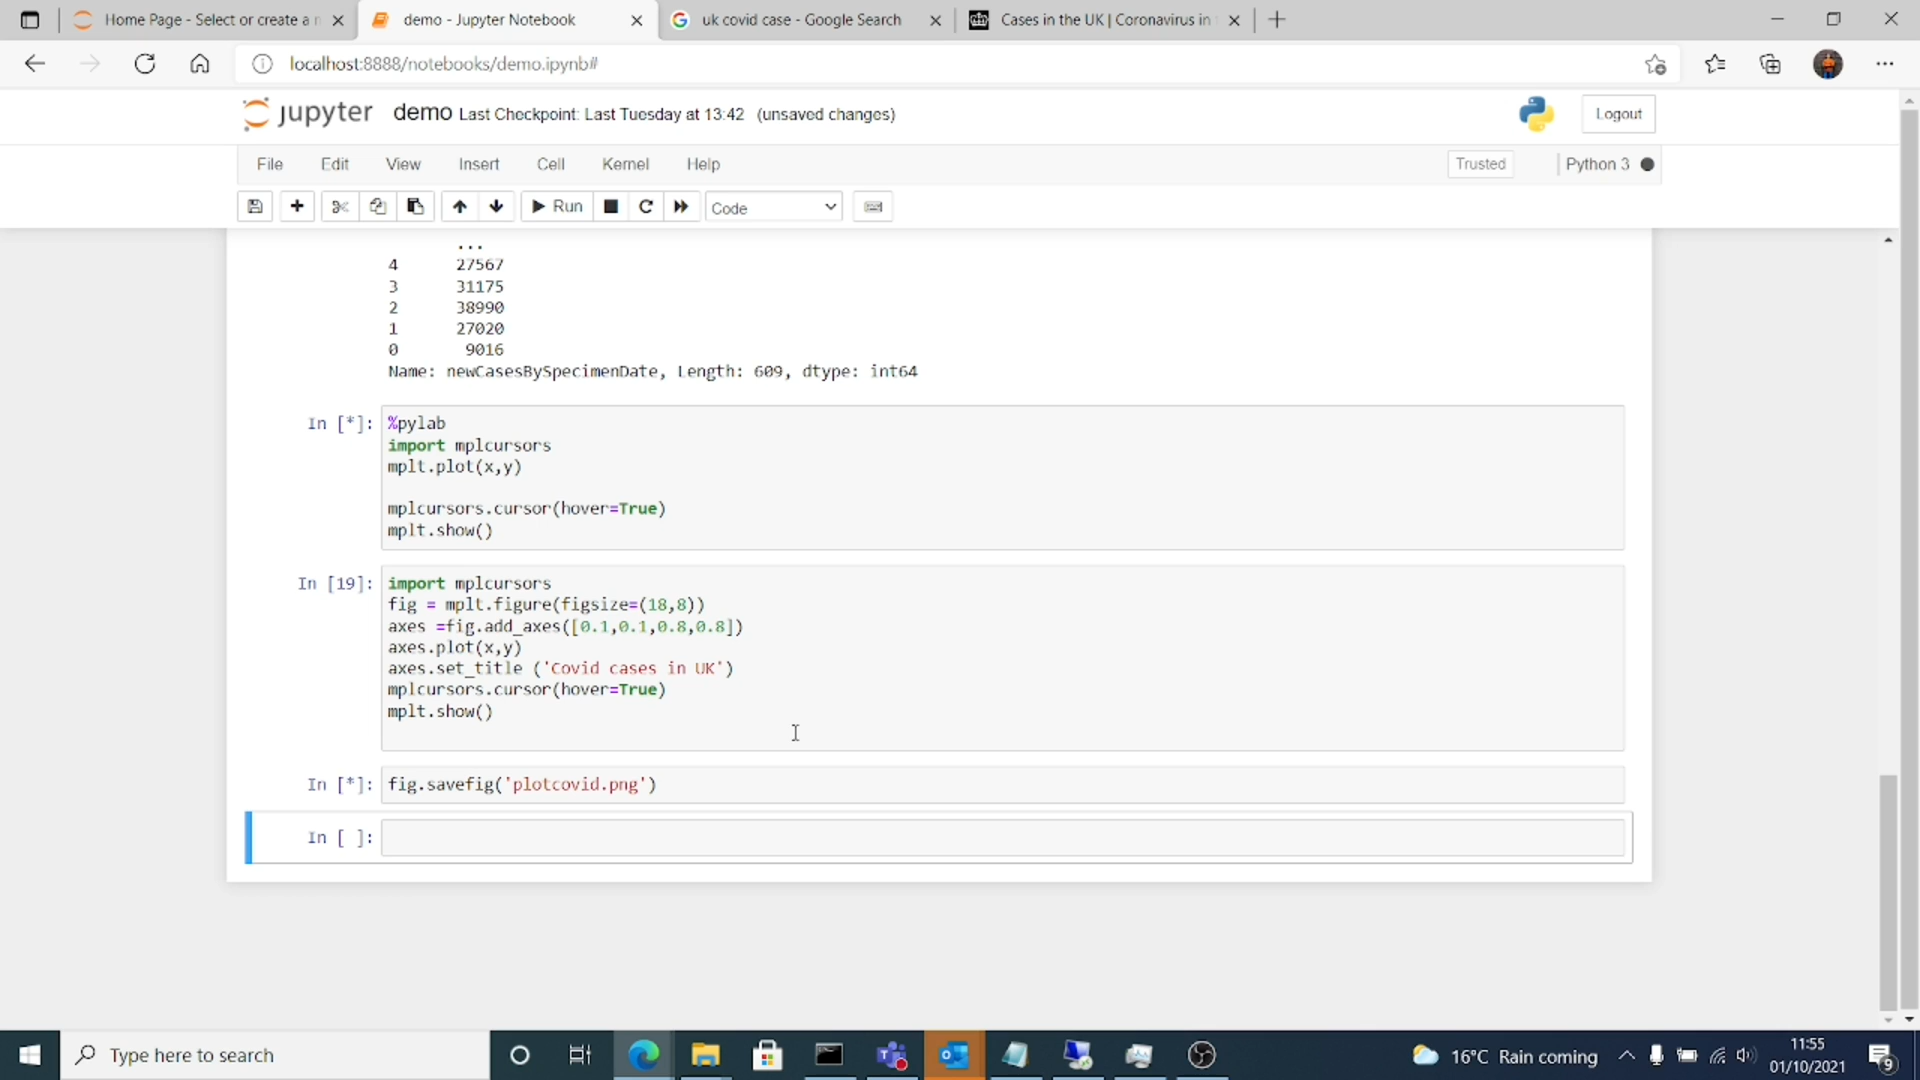 Home Page - Select or create a n
demo - Jupyter Notebook
uk covid case - Google Search
Cases in the UK | Coronavirus in
localhost:8888/notebooks/demo.ipynb#
jupyter demo Last Checkpoint: Last Tuesday at 13:42 (unsaved changes)
Logout
File Edit View Insert Cell Kernel Help
Trusted
Python 3
Run
Code
...
4 27567
3 31175
2 38990
1 27020
0 9016
Name: newCasesBySpecimenDate, Length: 609, dtype: int64
In [*]: %pylab
import mplcursors
mplt.plot(x,y)
mplcursors.cursor(hover=True)
mplt.show()
In [19]: import mplcursors
fig = mplt.figure(figsize=(18,8))
axes =fig.add_axes([0.1,0.1,0.8,0.8])
axes.plot(x,y)
axes.set_title ('Covid cases in UK')
mplcursors.cursor(hover=True)
mplt.show()
In [*]: fig.savefig('plotcovid.png')
In [ ]:
Type here to search
16°C Rain coming
11:55
01/10/2021
9